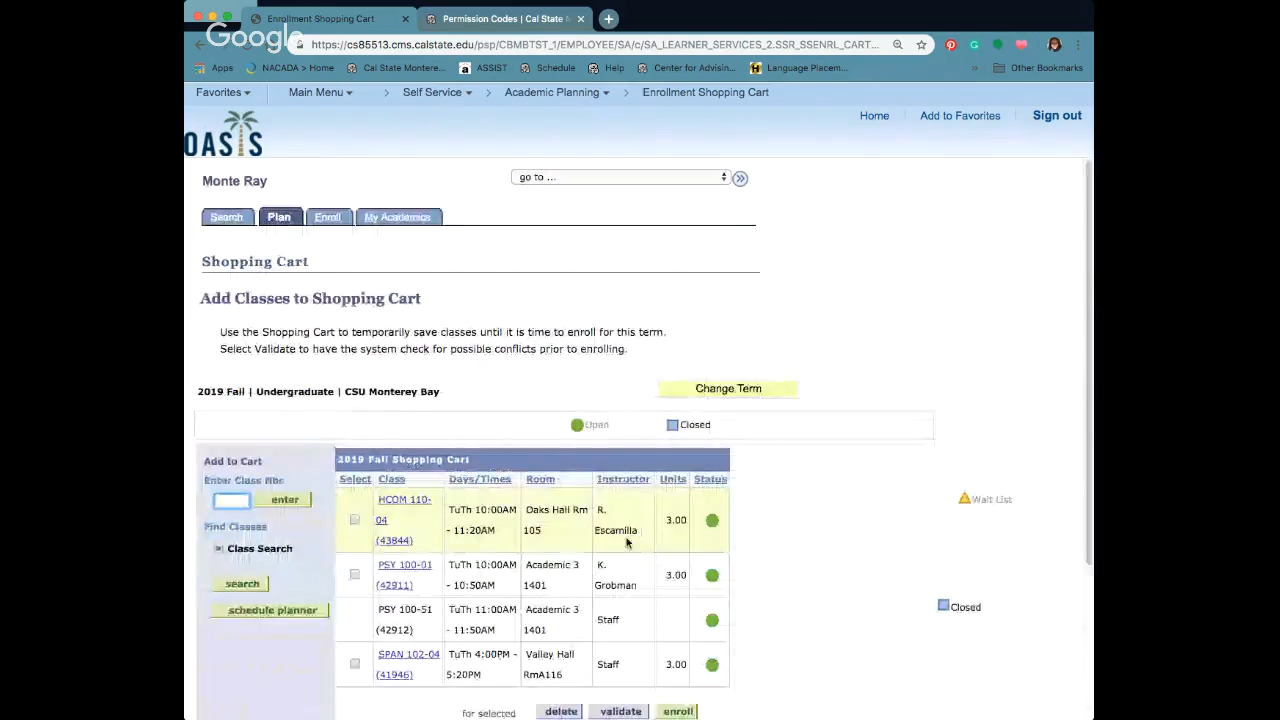 Enrollment Shopping Cart
Permission Codes | Cal State M
Google
https://cs85513.cms.calstate.edu/psp/CBMBTST_1/EMPLOYEE/SA/c/SA_LEARNER_SERVICES_2.SSR_SSENRL_CART...
Apps NACADA > Home Cal State Montere... ASSIST Schedule Help Center for Advisin... Language Placem... » Other Bookmarks
Favorites Main Menu > Self Service > Academic Planning > Enrollment Shopping Cart
Home Add to Favorites Sign out
OASIS
Monte Ray
go to ...
Search Plan Enroll My Academics
Shopping Cart
Add Classes to Shopping Cart
Use the Shopping Cart to temporarily save classes until it is time to enroll for this term.
Select Validate to have the system check for possible conflicts prior to enrolling.
2019 Fall | Undergraduate | CSU Monterey Bay
Change Term
Open Closed
Add to Cart
Enter Class Nbr
enter
Find Classes
Class Search
search
schedule planner
2019 Fall Shopping Cart
Select Class Days/Times Room Instructor Units Status
HCOM 110- TuTh 10:00AM Oaks Hall Rm R.
04 - 11:20AM 105 Escamilla 3.00
(43844)
PSY 100-01 TuTh 10:00AM Academic 3 K.
(42911) - 10:50AM 1401 Grobman 3.00
PSY 100-51 TuTh 11:00AM Academic 3 Staff
(42912) - 11:50AM 1401
SPAN 102-04 TuTh 4:00PM - Valley Hall Staff 3.00
(41946) 5:20PM RmA116
for selected delete validate enroll
Wait List
Closed